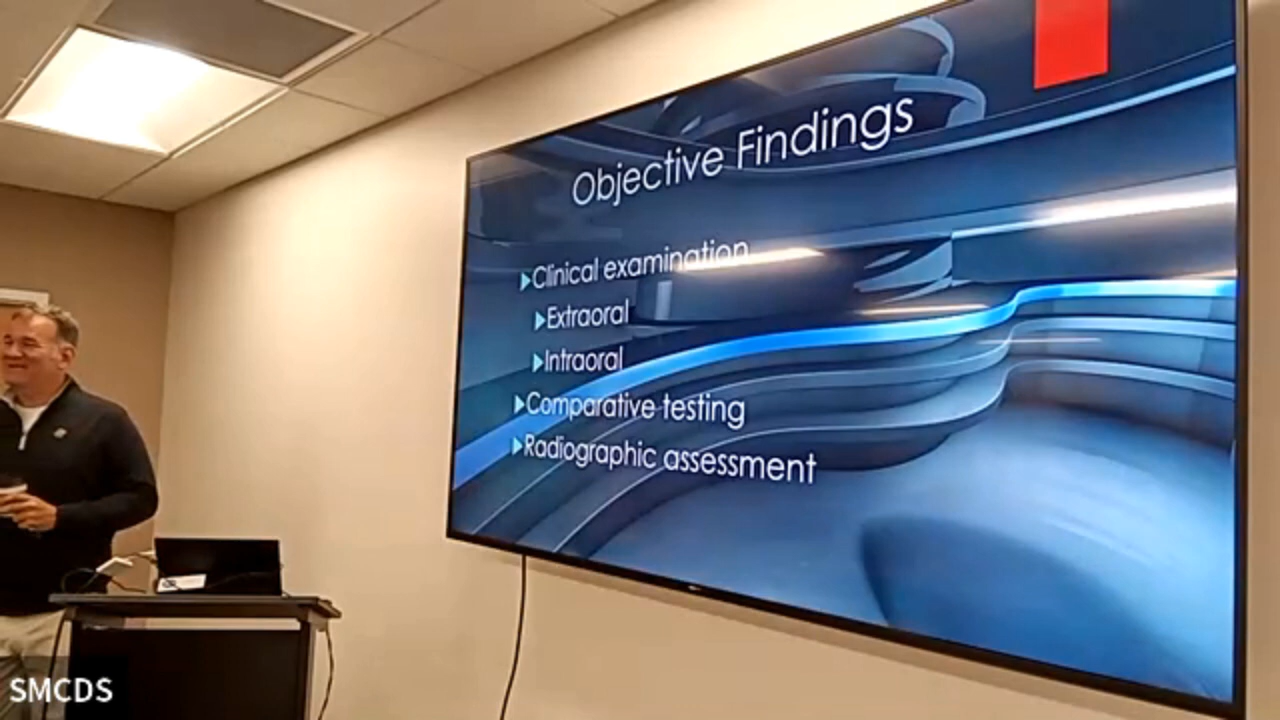 Objective Findings
Clinical examination
Extraoral
Intraoral
Comparative testing
Radiographic assessment
SMCDS